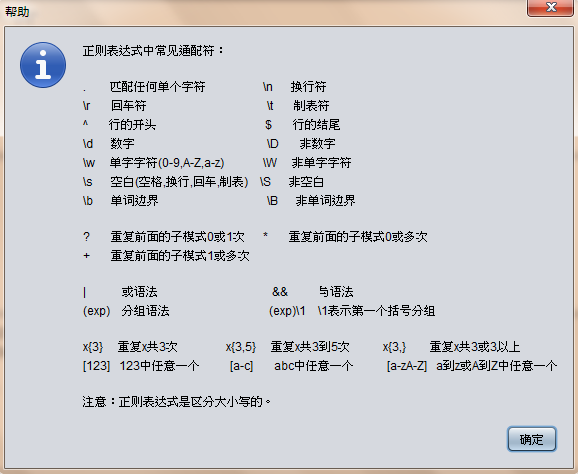 帮助
正则表达式中常见通配符：
. 匹配任何单个字符 \n 换行符
\r 回车符 \t 制表符
^ 行的开头 $ 行的结尾
\d 数字 \D 非数字
\w 单字字符(0-9,A-Z,a-z) \W 非单字字符
\s 空白(空格,换行,回车,制表) \S 非空白
\b 单词边界 \B 非单词边界
? 重复前面的子模式0或1次 * 重复前面的子模式0或多次
+ 重复前面的子模式1或多次
| 或语法 && 与语法
(exp) 分组语法 (exp)\1 \1表示第一个括号分组
x{3} 重复x共3次 x{3,5} 重复x共3到5次 x{3,} 重复x共3或3以上
[123] 123中任意一个 [a-c] abc中任意一个 [a-zA-Z] a到z或A到Z中任意一个
注意：正则表达式是区分大小写的。
确定